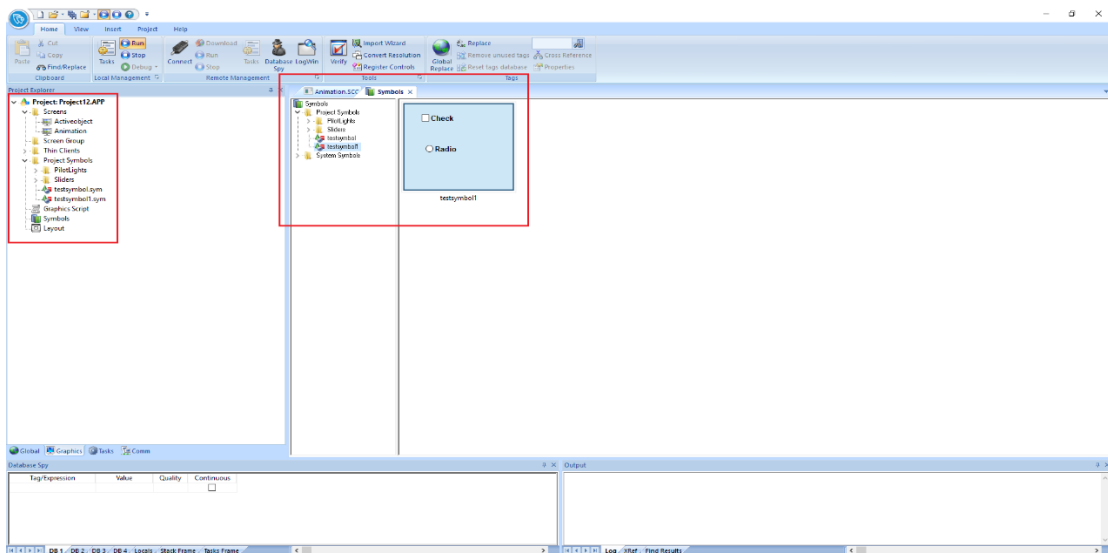 Home View Insert Project Help
Paste
Cut
Copy
Find/Replace
Clipboard
Tasks
Run
Stop
Debug
Local Management
Connect
Download
Run
Stop
Tasks
Database Spy
LogWin
Remote Management
Verify
Import Wizard
Convert Resolution
Register Controls
Tools
Global Replace
Replace
Remove unused tags
Reset tags database
Cross Reference
Properties
Tags
Project Explorer
Project: Project12.APP
Screens
Activeobject
Animation
Screen Group
Thin Clients
Project Symbols
PilotLights
Sliders
testsymbol.sym
testsymbol1.sym
Graphics Script
Symbols
Layout
Animation.SCC Symbols
Symbols
Project Symbols
PilotLights
Sliders
testsymbol
testsymbol1
System Symbols
Check
Radio
testsymbol1
Global Graphics Tasks Comm
Database Spy
Tag/Expression Value Quality Continuous
DB 1 DB 2 DB 3 DB 4 Locals Stack Frame Tasks Frame
Output
Log XRef Find Results